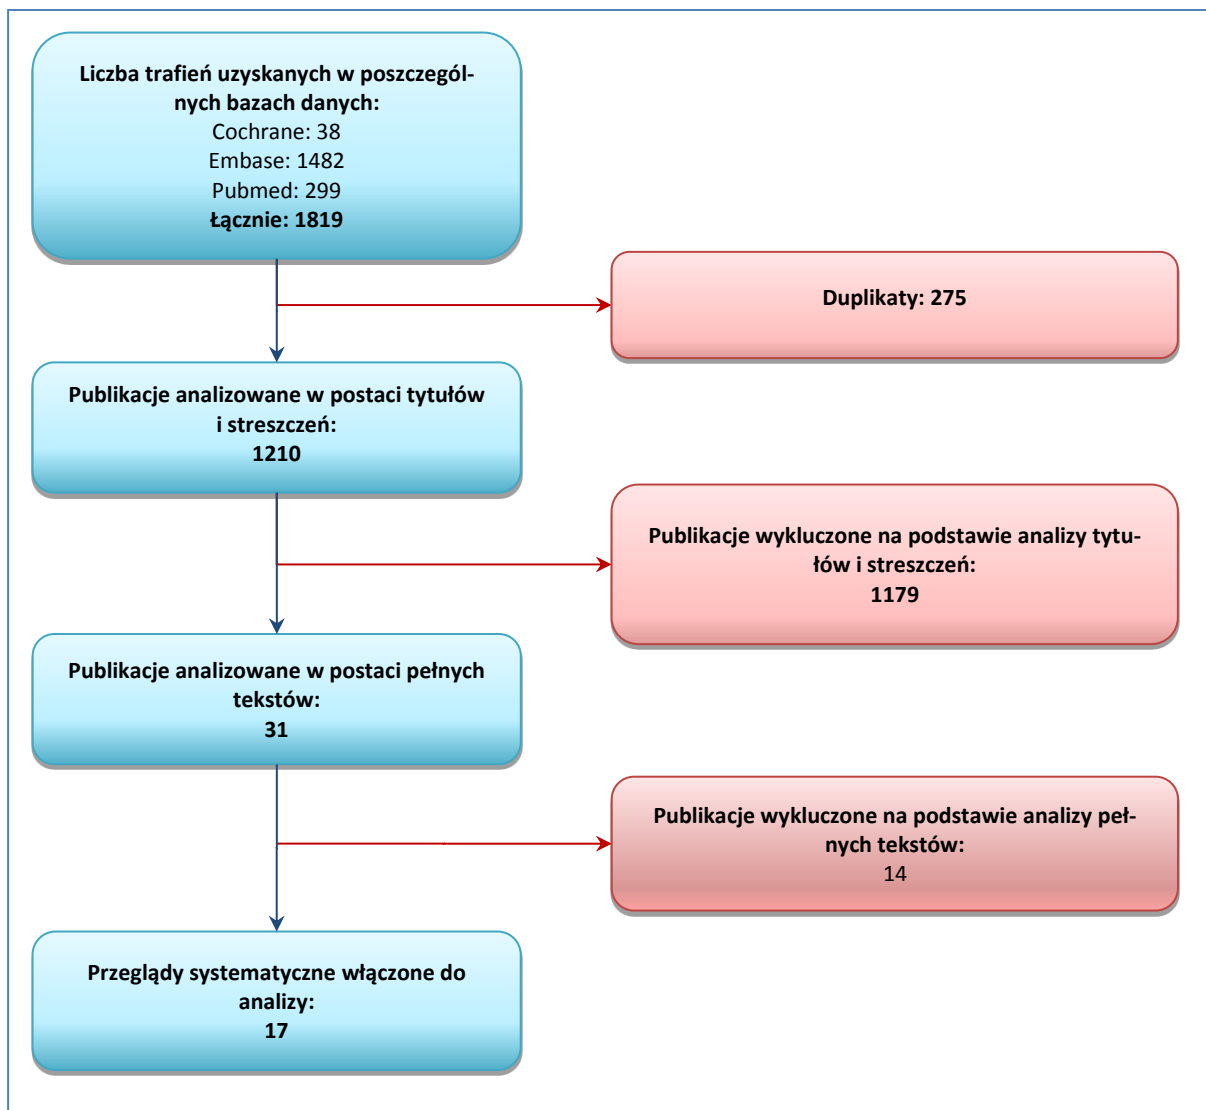 Liczba trafień uzyskanych w poszczegól-
nych bazach danych:
Cochrane: 38
Embase: 1482
Pubmed: 299
Łącznie: 1819
Duplikaty: 275
Publikacje analizowane w postaci tytułów
i streszczeń:
1210
Publikacje wykluczone na podstawie analizy tytu-
łów i streszczeń:
1179
Publikacje analizowane w postaci pełnych
tekstów:
31
Publikacje wykluczone na podstawie analizy peł-
nych tekstów:
14
Przeglądy systematyczne włączone do
analizy:
17